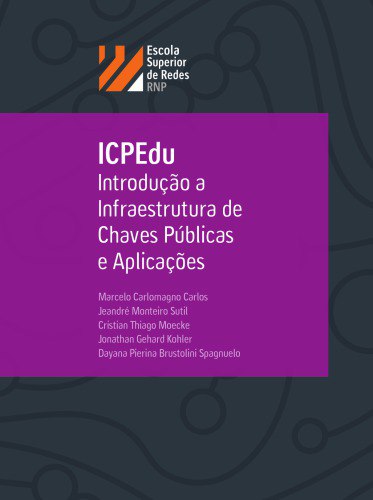 Escola
Superior
de Redes
RNP
ICPEdu
Introdução a
Infraestrutura de
Chaves Públicas
e Aplicações
Marcelo Carlomagno Carlos
Jeandré Monteiro Sutil
Cristian Thiago Moecke
Jonathan Gehard Kohler
Dayana Pierina Brustolini Spagnuelo